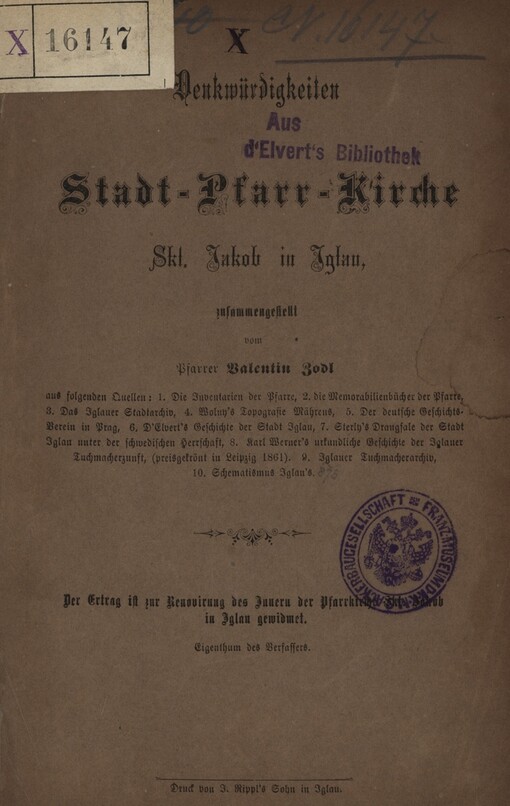 X 16147
X
N. 16147.
Denkwürdigkeiten
Aus
d'Elvert's Bibliothek
Stadt-Pfarr-Kirche
Skt. Jakob in Iglau,
zusammengestellt
vom
Pfarrer Valentin Zodl
aus folgenden Quellen: 1. Die Inventarien der Pfarre, 2. die Memorabilienbücher der Pfarre,
3. Das Iglauer Stadtarchiv, 4. Wolny's Topografie Mährens, 5. Der deutsche Geschichts-
Verein in Prag, 6, D'Elvert's Geschichte der Stadt Iglau, 7. Sterly's Drangsale der Stadt
Iglau unter der schwedischen Herrschaft, 8. Karl Werner's urkundliche Geschichte der Iglauer
Tuchmacherzunft, (preisgekrönt in Leipzig 1861). 9. Iglauer Tuchmacherarchiv,
10. Schematismus Iglau's.
ACKERBAUGESELLSCHAFT FRANZMUSEUM D.
Der Ertrag ist zur Renovirung des Innern der Pfarrkirche Skt. Jakob
in Iglau gewidmet.
Eigenthum des Verfassers.
Druck von J. Rippl's Sohn in Iglau.